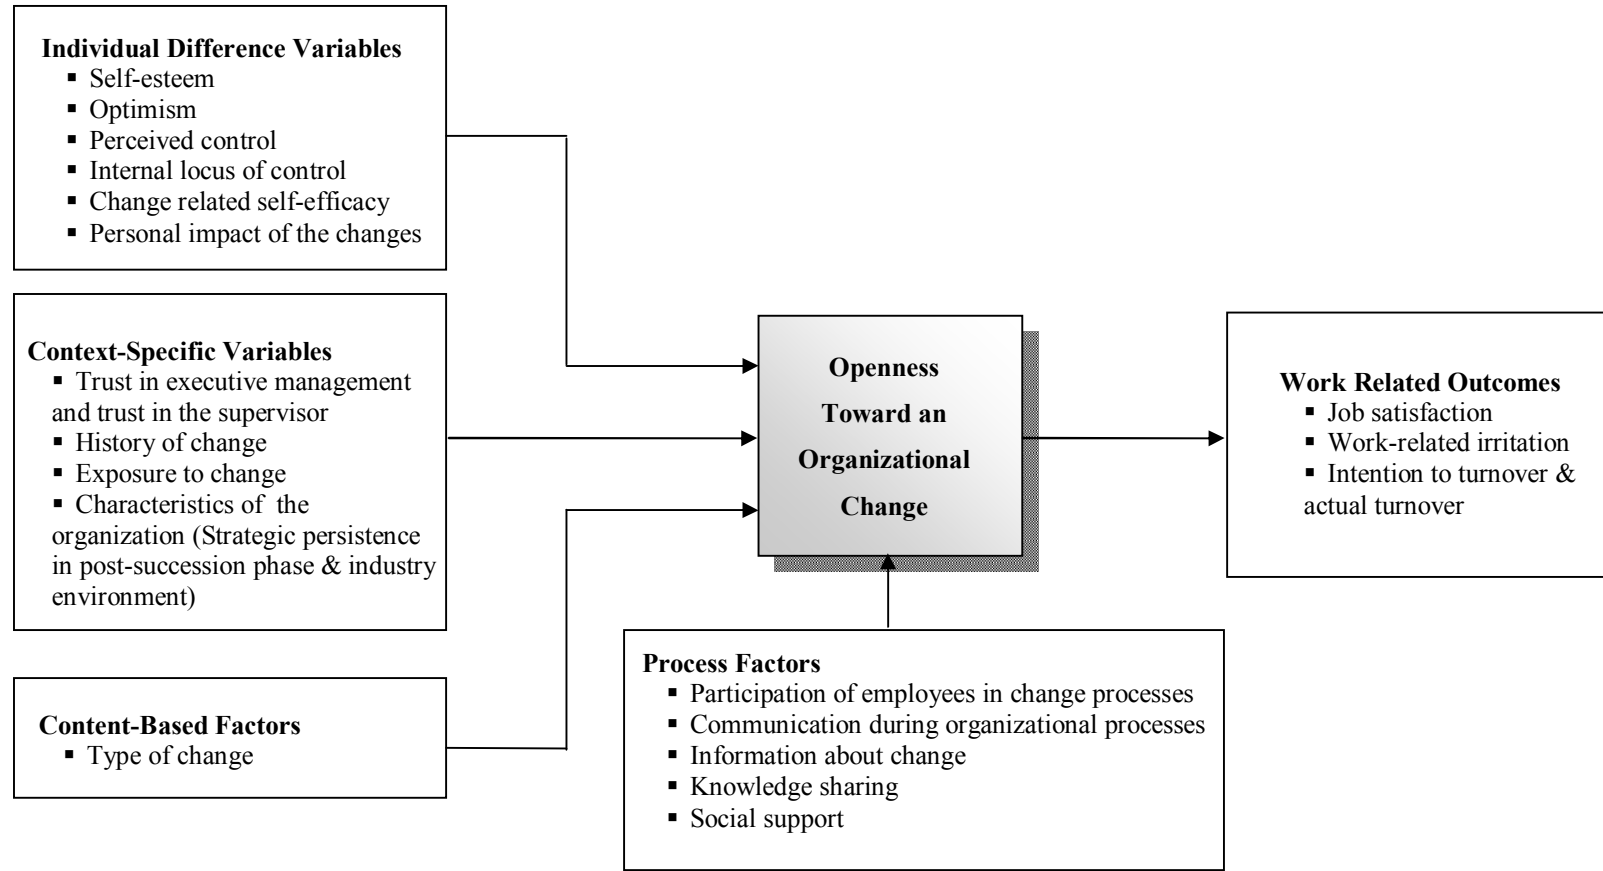 Individual Difference Variables
▪ Self-esteem
▪ Optimism
▪ Perceived control
▪ Internal locus of control
▪ Change related self-efficacy
▪ Personal impact of the changes
Context-Specific Variables
▪ Trust in executive management
and trust in the supervisor
▪ History of change
▪ Exposure to change
▪ Characteristics of the
organization (Strategic persistence
in post-succession phase & industry
environment)
Content-Based Factors
▪ Type of change
Openness
Toward an
Organizational
Change
Process Factors
▪ Participation of employees in change processes
▪ Communication during organizational processes
▪ Information about change
▪ Knowledge sharing
▪ Social support
Work Related Outcomes
▪ Job satisfaction
▪ Work-related irritation
▪ Intention to turnover &
actual turnover